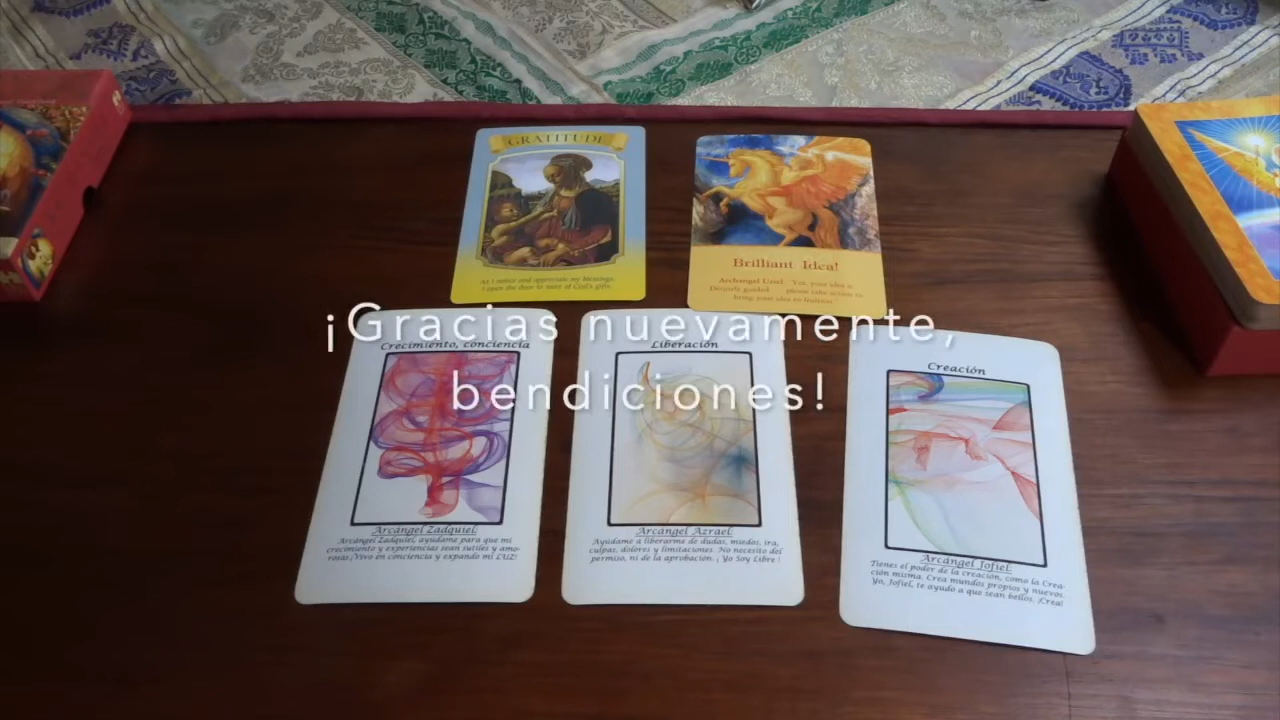 GRATITUDE
As I notice and appreciate my blessings,
I open the door to more of God's gifts.
Brilliant Idea!
Archangel Uriel: Yes, your idea is
Divinely guided. please take action to
bring your idea to fruition.
¡Gracias nuevamente,
bendiciones!
Crecimiento, conciencia
Arcángel Zadquiel:
Arcángel Zadquiel, ayúdame para que mi
crecimiento y experiencias sean sutiles y amo-
rosas. ¡Vivo en conciencia y expando mi LUZ!
Liberación
Arcángel Azrael:
Ayúdame a liberarme de dudas, miedos, ira,
culpas, dolores y limitaciones. No necesito del
permiso, ni de la aprobación. ¡ Yo Soy Libre !
Creación
Arcángel Jofiel:
Tienes el poder de la creación, como la Crea-
ción misma. Crea mundos propios y nuevos.
Yo, Jofiel, te ayudo a que sean bellos. ¡Crea!